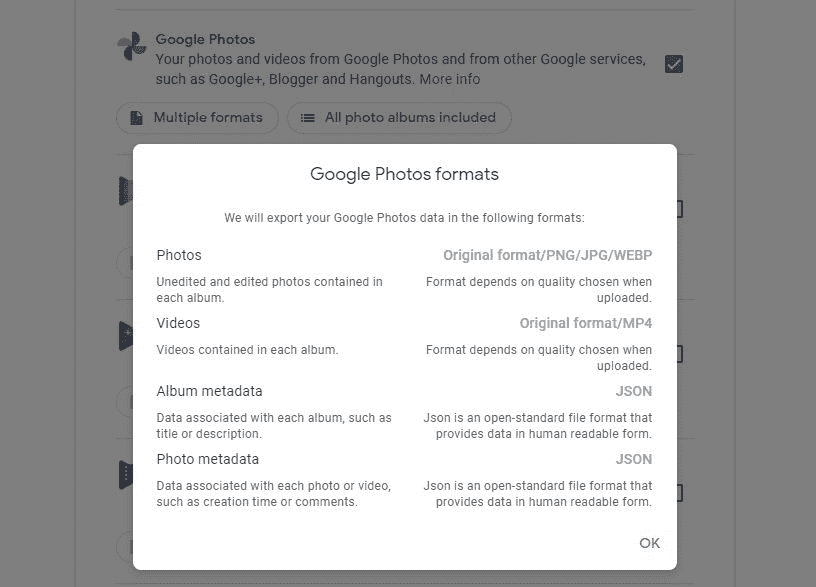 Google Photos
Your photos and videos from Google Photos and from other Google services,
such as Google+, Blogger and Hangouts. More info
Multiple formats
All photo albums included
Google Photos formats
We will export your Google Photos data in the following formats:
Photos
Original format/PNG/JPG/WEBP
Unedited and edited photos contained in
each album.
Format depends on quality chosen when
uploaded.
Videos
Original format/MP4
Videos contained in each album.
Format depends on quality chosen when
uploaded.
Album metadata
JSON
Data associated with each album, such as
title or description.
Json is an open-standard file format that
provides data in human readable form.
Photo metadata
JSON
Data associated with each photo or video,
such as creation time or comments.
Json is an open-standard file format that
provides data in human readable form.
OK